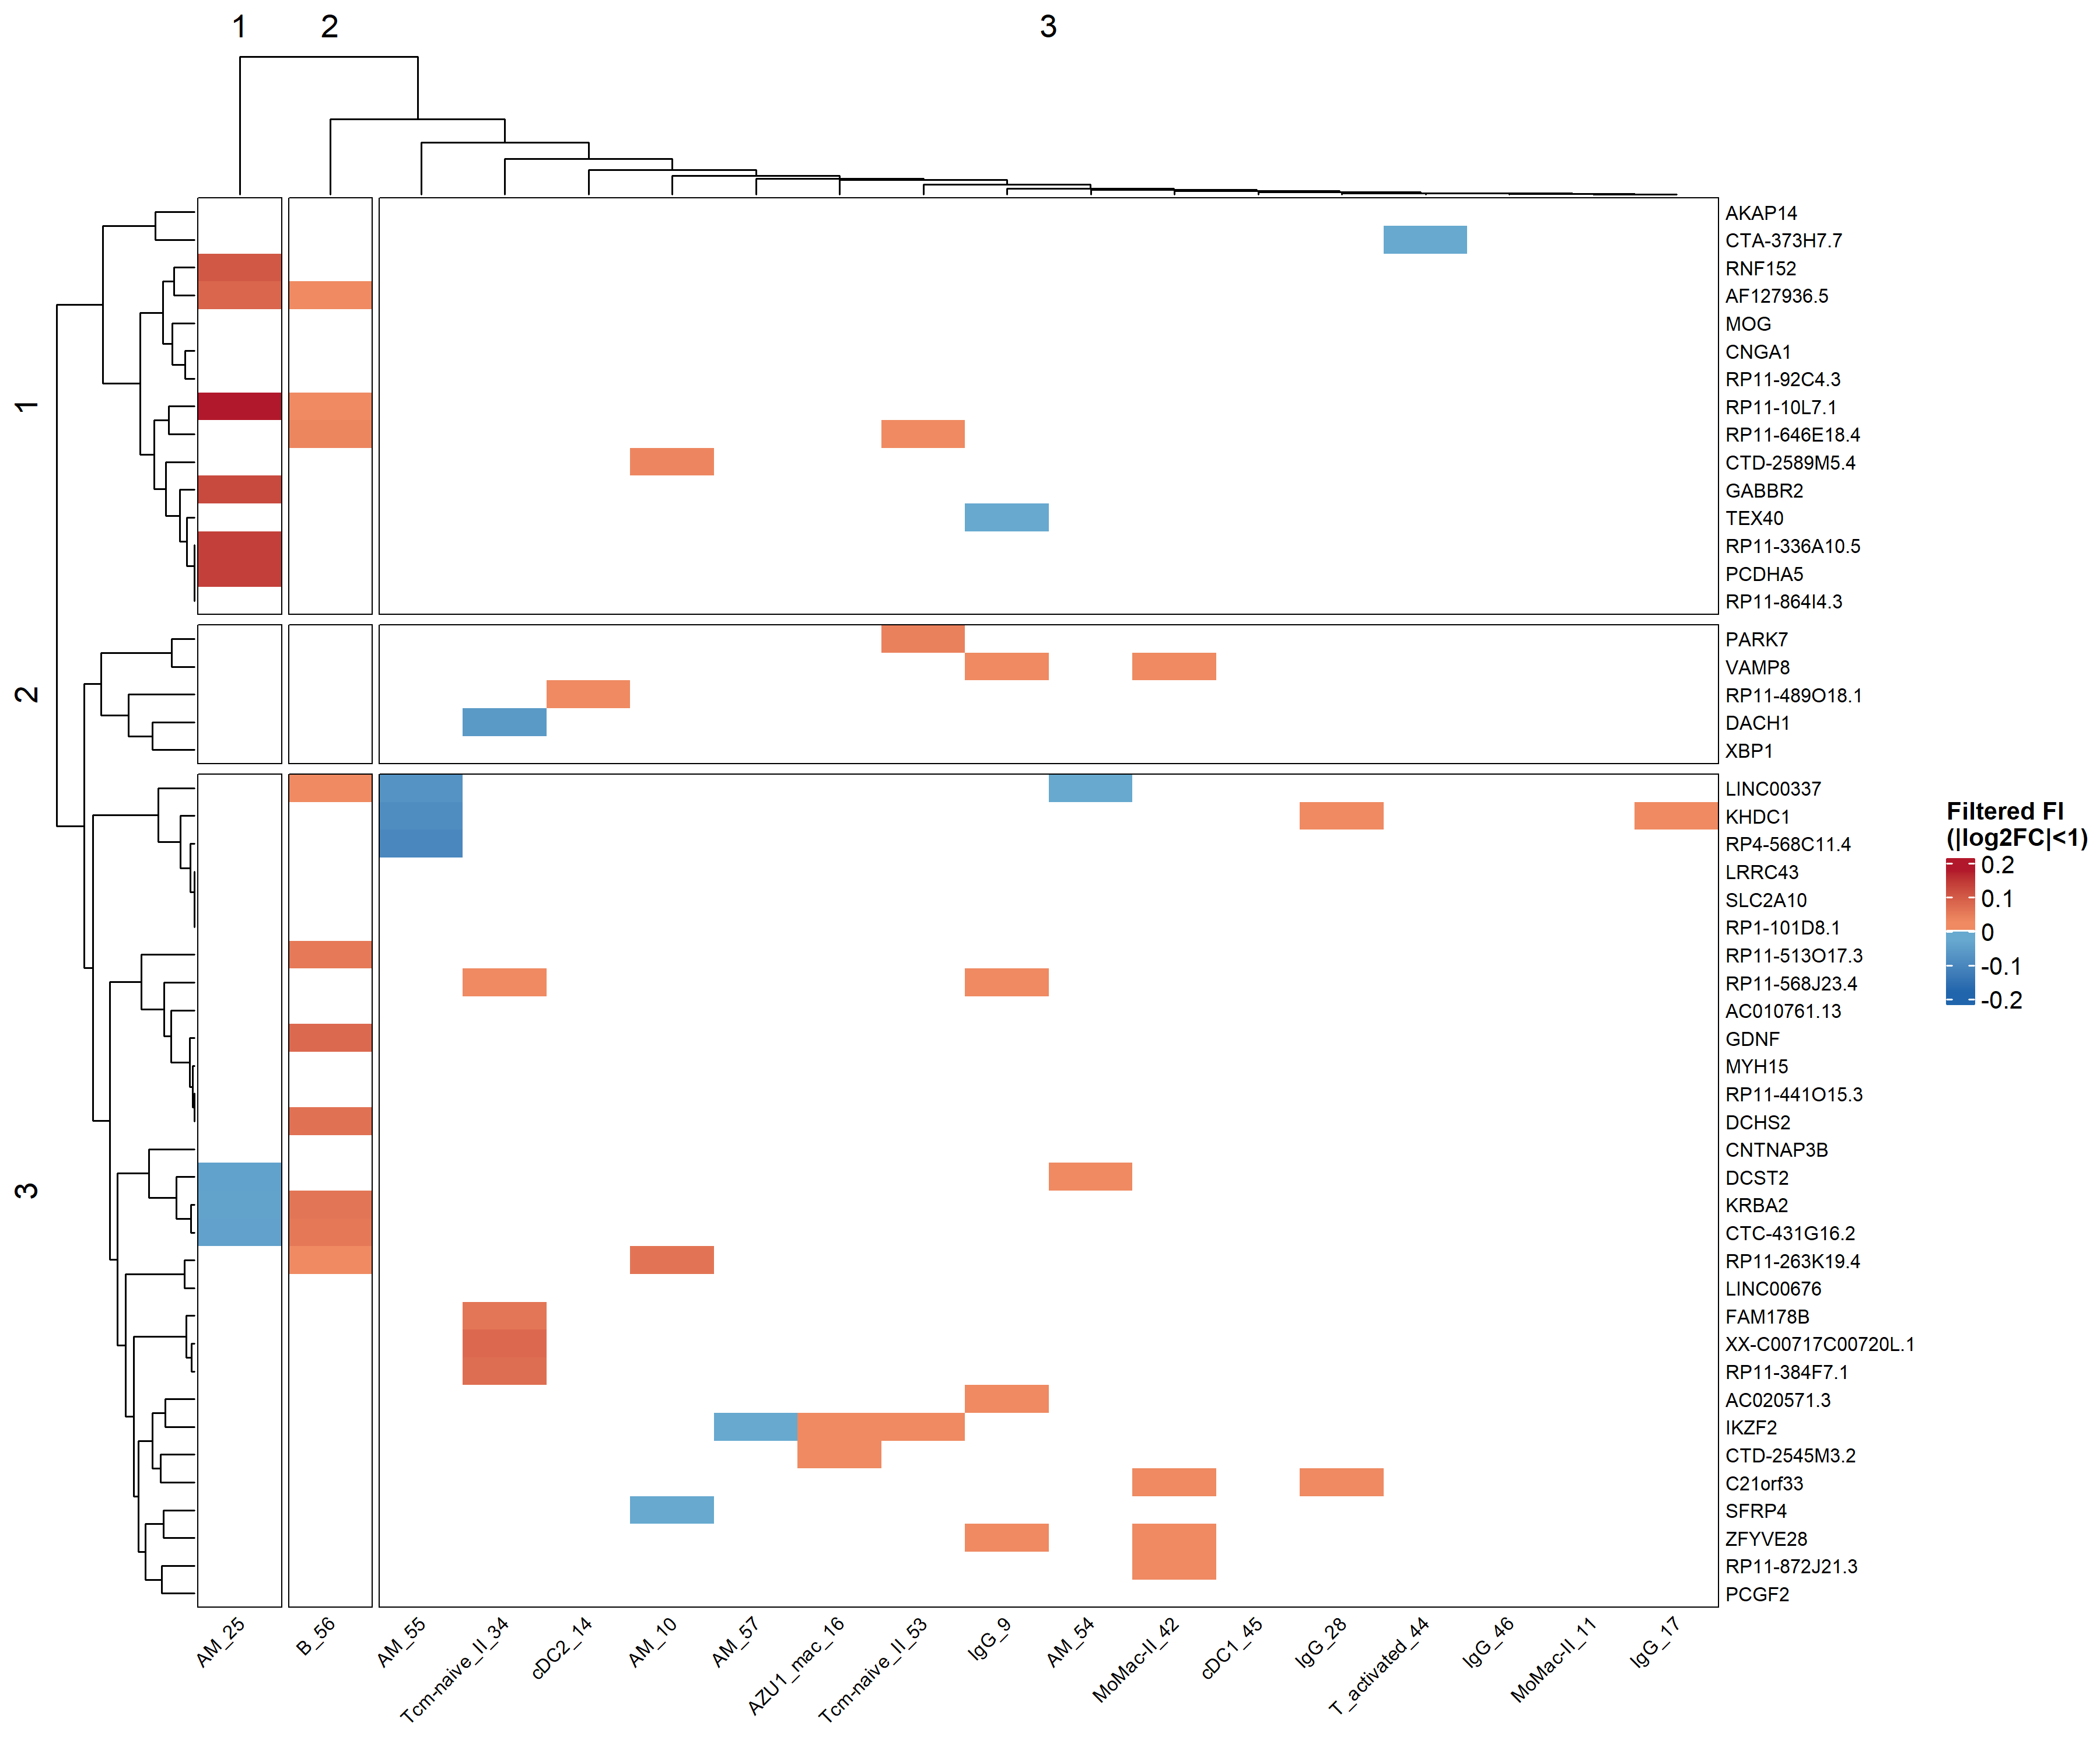 1
2
3
1
2
3
AKAP14
CTA-373H7.7
RNF152
AF127936.5
MOG
CNGA1
RP11-92C4.3
RP11-10L7.1
RP11-646E18.4
CTD-2589M5.4
GABBR2
TEX40
RP11-336A10.5
PCDHA5
RP11-864I4.3
PARK7
VAMP8
RP11-489O18.1
DACH1
XBP1
LINC00337
KHDC1
RP4-568C11.4
LRRC43
SLC2A10
RP1-101D8.1
RP11-513O17.3
RP11-568J23.4
AC010761.13
GDNF
MYH15
RP11-441O15.3
DCHS2
CNTNAP3B
DCST2
KRBA2
CTC-431G16.2
RP11-263K19.4
LINC00676
FAM178B
XX-C00717C00720L.1
RP11-384F7.1
AC020571.3
IKZF2
CTD-2545M3.2
C21orf33
SFRP4
ZFYVE28
RP11-872J21.3
PCGF2
AM_25
B_56
AM_55
Tcm-naive_II_34
cDC2_14
AM_10
AM_57
AZU1_mac_16
Tcm-naive_II_53
IgG_9
AM_54
MoMac-II_42
cDC1_45
IgG_28
T_activated_44
IgG_46
MoMac-II_11
IgG_17
Filtered FI
(|log2FC|<1)
0.2
0.1
0
-0.1
-0.2